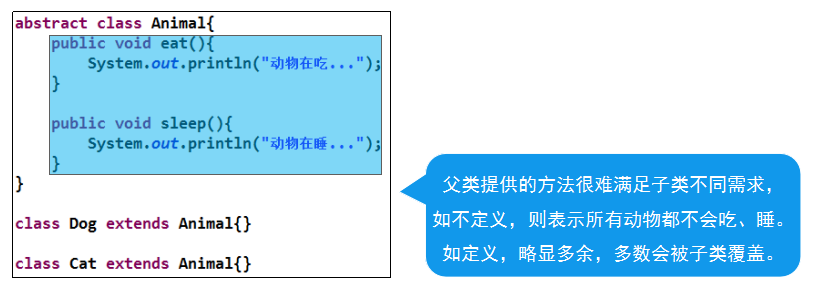 abstract class Animal{
public void eat(){
System.out.println("动物在吃...");
}
public void sleep(){
System.out.println("动物在睡...");
}
}
class Dog extends Animal{}
class Cat extends Animal{}
父类提供的方法很难满足子类不同需求，
如不定义，则表示所有动物都不会吃、睡。
如定义，略显多余，多数会被子类覆盖。